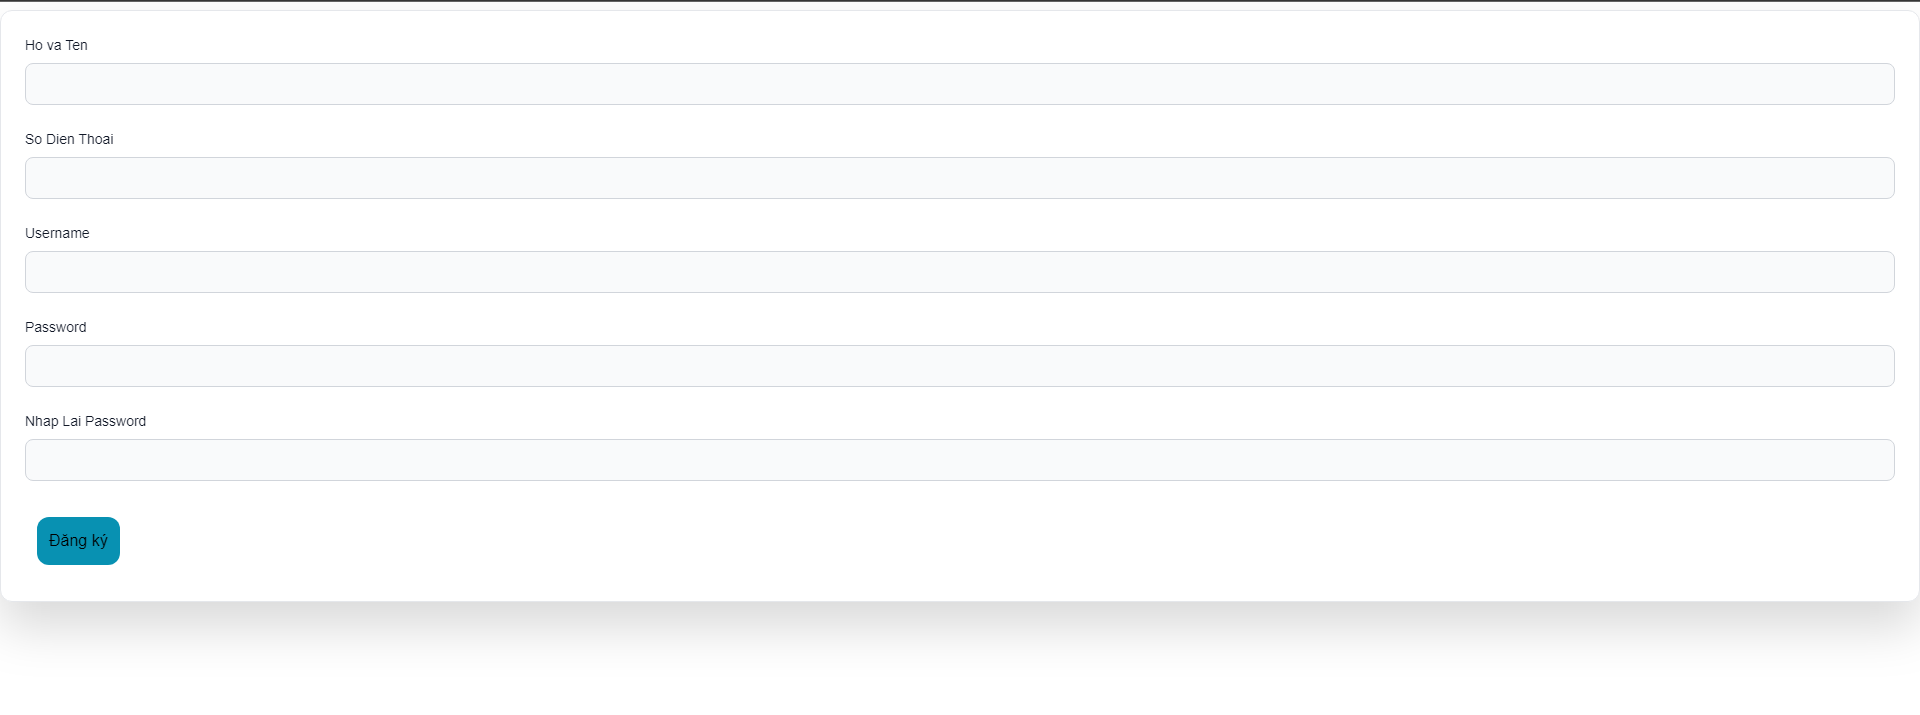 Ho va Ten
So Dien Thoai
Username
Password
Nhap Lai Password
Đăng ký